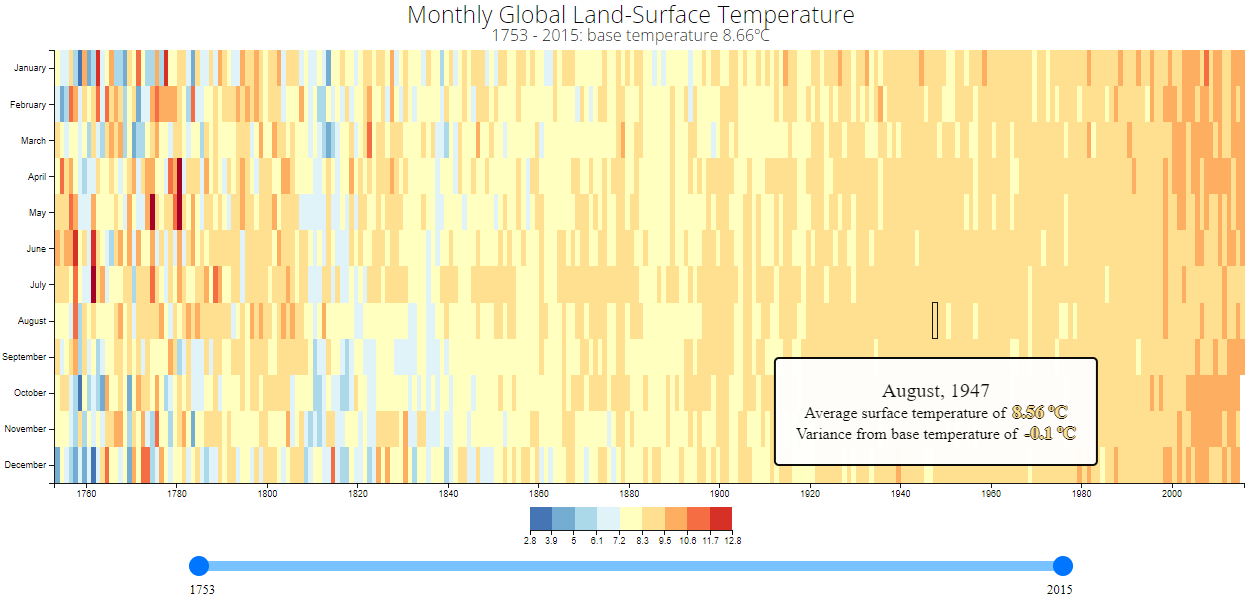 Monthly Global Land-Surface Temperature
1753 - 2015: base temperature 8.66℃
January
February
March
April
May
June
July
August
September
October
November
December
August, 1947
Average surface temperature of 8.56 ℃
Variance from base temperature of -0.1 ℃
1760 1780 1800 1820 1840 1860 1880 1900 1920 1940 1960 1980 2000
2.8 3.9 5 6.1 7.2 8.3 9.5 10.6 11.7 12.8
1753 2015